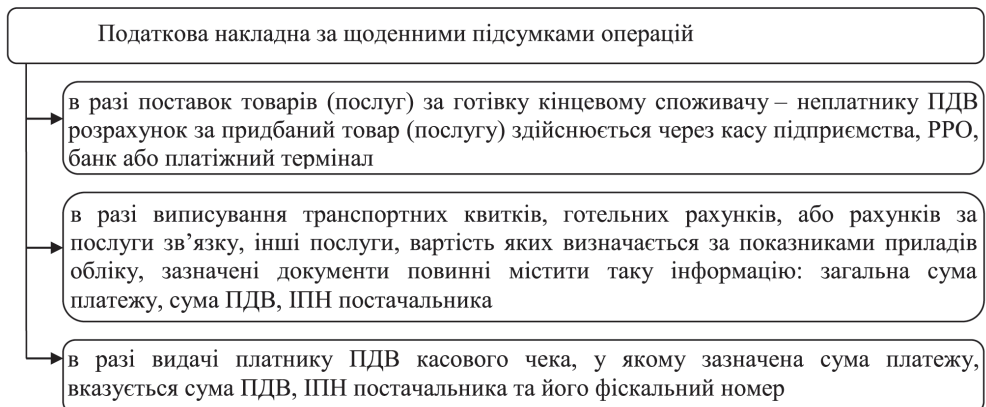 Податкова накладна за щоденними підсумками операцій
в разі поставок товарів (послуг) за готівку кінцевому споживачу – неплатнику ПДВ
розрахунок за придбаний товар (послугу) здійснюється через касу підприємства, РРО,
банк або платіжний термінал
в разі виписування транспортних квитків, готельних рахунків, або рахунків за
послуги зв’язку, інші послуги, вартість яких визначається за показниками приладів
обліку, зазначені документи повинні містити таку інформацію: загальна сума
платежу, сума ПДВ, ІПН постачальника
в разі видачі платнику ПДВ касового чека, у якому зазначена сума платежу,
вказується сума ПДВ, ІПН постачальника та його фіскальний номер